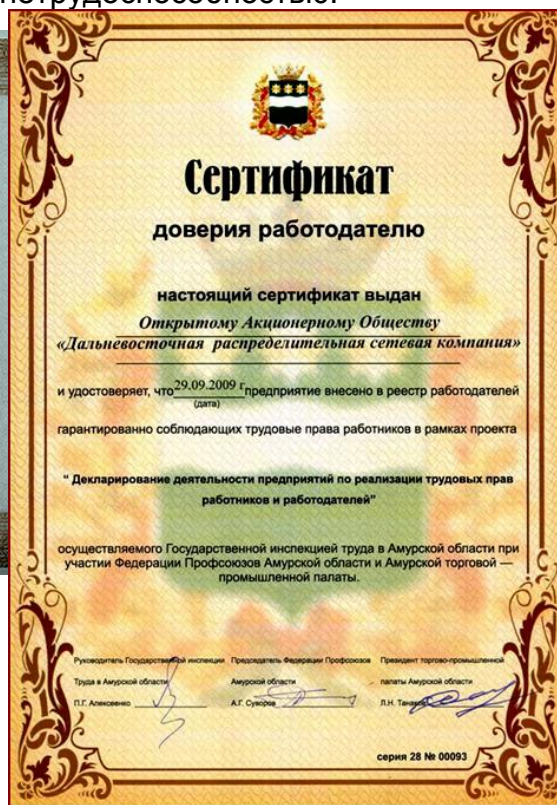 Сертификат
доверия работодателю
настоящий сертификат выдан
Открытому Акционерному Обществу
«Дальневосточная распределительная сетевая компания»
и удостоверяет, что 29.09.2009 г предприятие внесено в реестр работодателей
(дата)
гарантированно соблюдающих трудовые права работников в рамках проекта
“ Декларирование деятельности предприятий по реализации трудовых прав
работников и работодателей”
осуществляемого Государственной инспекцией труда в Амурской области при
участии Федерации Профсоюзов Амурской области и Амурской торговой —
промышленной палаты.
Руководитель Государственной инспекции Председатель Федерации Профсоюзов Президент торгово-промышленной
Труда в Амурской области Амурской области палаты Амурской области
П.Г. Алексеенко А.Г. Суворов Л.Н.
серия 28 № 00093